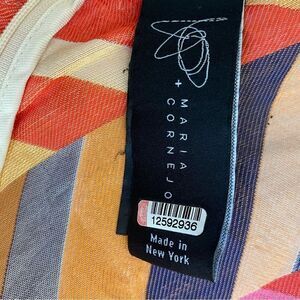 + MARIA
CORNEJO
12592936
Made in
New York